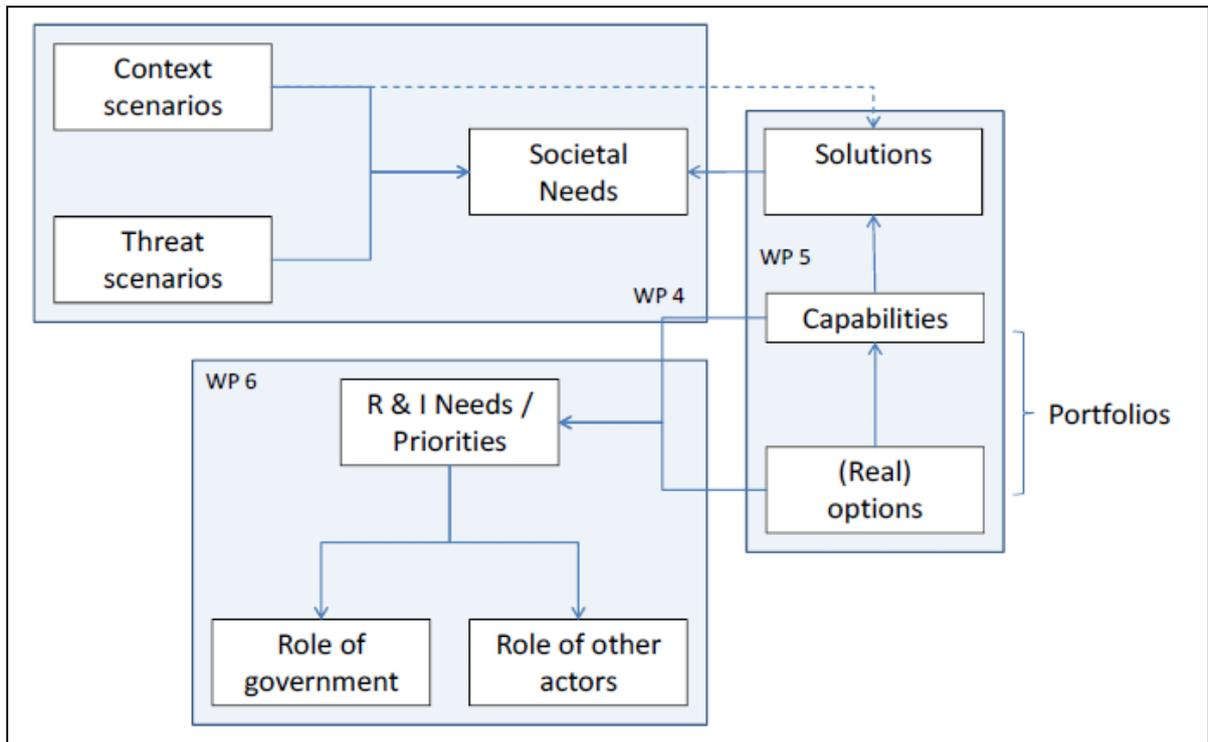 Context
scenarios
Societal
Needs
Solutions
Threat
scenarios
WP 5
WP 4
Capabilities
WP 6
R & I Needs /
Priorities
Portfolios
(Real)
options
Role of
government
Role of other
actors